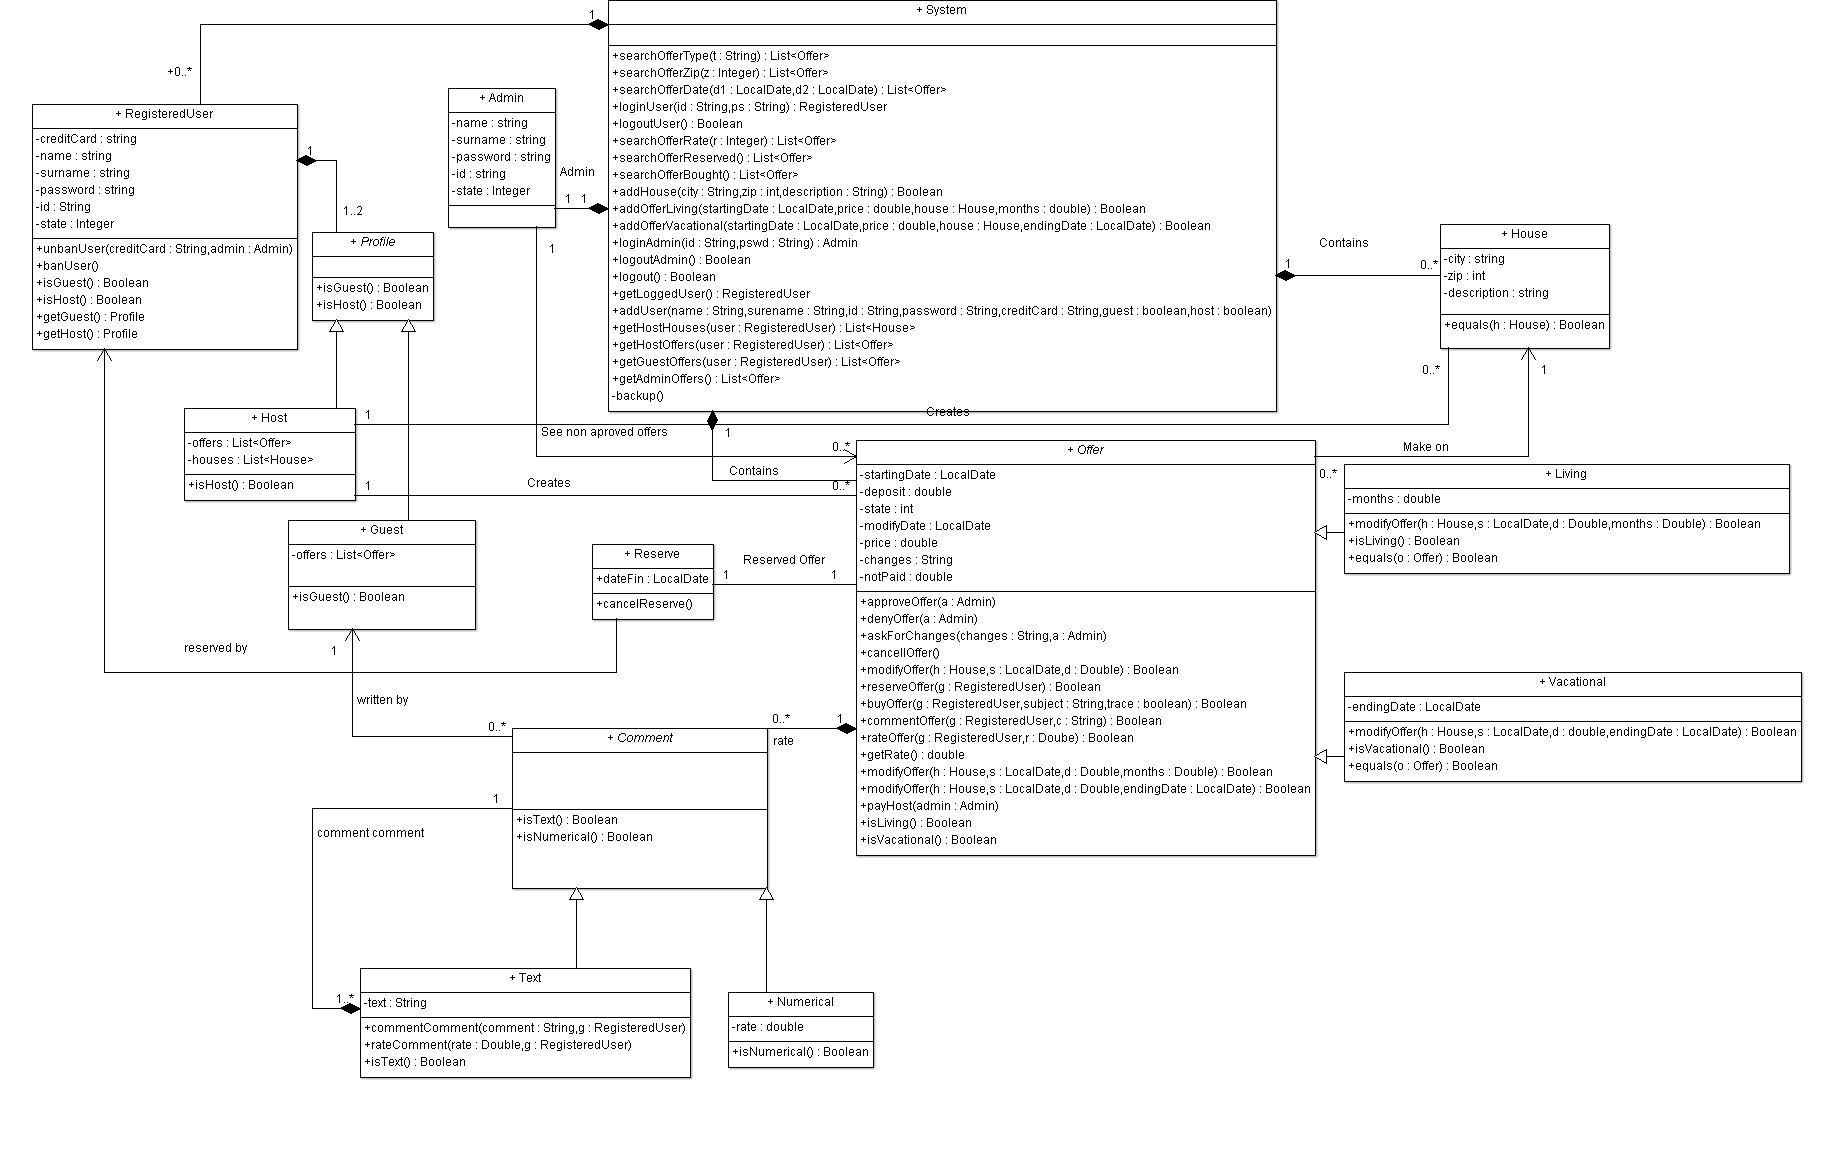 + System
1
+searchOfferType(t : String) : List<Offer>
+searchOfferZip(z : Integer) : List<Offer>
+searchOfferDate(d1 : LocalDate,d2 : LocalDate) : List<Offer>
+loginUser(id : String,ps : String) : RegisteredUser
+logoutUser() : Boolean
+searchOfferRate(r : Integer) : List<Offer>
+searchOfferReserved() : List<Offer>
+searchOfferBought() : List<Offer>
+addHouse(city : String,zip : int,description : String) : Boolean
+addOfferLiving(startingDate : LocalDate,price : double,house : House,months : double) : Boolean
+addOfferVacational(startingDate : LocalDate,price : double,house : House,endingDate : LocalDate) : Boolean
+loginAdmin(id : String,pswd : String) : Admin
+logoutAdmin() : Boolean
+logout() : Boolean
+getLoggedUser() : RegisteredUser
+addUser(name : String,surename : String,id : String,password : String,creditCard : String,guest : boolean,host : boolean)
+getHostHouses(user : RegisteredUser) : List<House>
+getHostOffers(user : RegisteredUser) : List<Offer>
+getGuestOffers(user : RegisteredUser) : List<Offer>
+getAdminOffers() : List<Offer>
-backup()
+0..*
+ RegisteredUser
-creditCard : string
-name : string
-surname : string
-password : string
-id : String
-state : Integer
+unbanUser(creditCard : String,admin : Admin)
+banUser()
+isGuest() : Boolean
+isHost() : Boolean
+getGuest() : Profile
+getHost() : Profile
1
1..2
+ Admin
-name : string
-surname : string
-password : string
-id : string
-state : Integer
Admin
1 1
1
+ Profile
+isGuest() : Boolean
+isHost() : Boolean
Contains
1
0..*
+ House
-city : string
-zip : int
-description : string
+equals(h : House) : Boolean
0..*
1
+ Host
-offers : List<Offer>
-houses : List<House>
+isHost() : Boolean
1
Creates
See non aproved offers
1
0..*
Contains
1
Creates
0..*
Make on
0..*
+ Offer
-startingDate : LocalDate
-deposit : double
-state : int
-modifyDate : LocalDate
-price : double
-changes : String
-notPaid : double
+approveOffer(a : Admin)
+denyOffer(a : Admin)
+askForChanges(changes : String,a : Admin)
+cancellOffer()
+modifyOffer(h : House,s : LocalDate,d : Double) : Boolean
+reserveOffer(g : RegisteredUser) : Boolean
+buyOffer(g : RegisteredUser,subject : String,trace : boolean) : Boolean
+commentOffer(g : RegisteredUser,c : String) : Boolean
+rateOffer(g : RegisteredUser,r : Doube) : Boolean
+getRate() : double
+modifyOffer(h : House,s : LocalDate,d : Double,months : Double) : Boolean
+modifyOffer(h : House,s : LocalDate,d : Double,endingDate : LocalDate) : Boolean
+payHost(admin : Admin)
+isLiving() : Boolean
+isVacational() : Boolean
+ Living
-months : double
+modifyOffer(h : House,s : LocalDate,d : Double,months : Double) : Boolean
+isLiving() : Boolean
+equals(o : Offer) : Boolean
+ Guest
-offers : List<Offer>
+isGuest() : Boolean
+ Reserve
+dateFin : LocalDate
+cancelReserve()
Reserved Offer
1
1
reserved by
1
written by
0..*
+ Vacational
-endingDate : LocalDate
+modifyOffer(h : House,s : LocalDate,d : double,endingDate : LocalDate) : Boolean
+isVacational() : Boolean
+equals(o : Offer) : Boolean
0..*
1
rate
+ Comment
+isText() : Boolean
+isNumerical() : Boolean
1
comment comment
1..*
+ Text
-text : String
+commentComment(comment : String,g : RegisteredUser)
+rateComment(rate : Double,g : RegisteredUser)
+isText() : Boolean
+ Numerical
-rate : double
+isNumerical() : Boolean